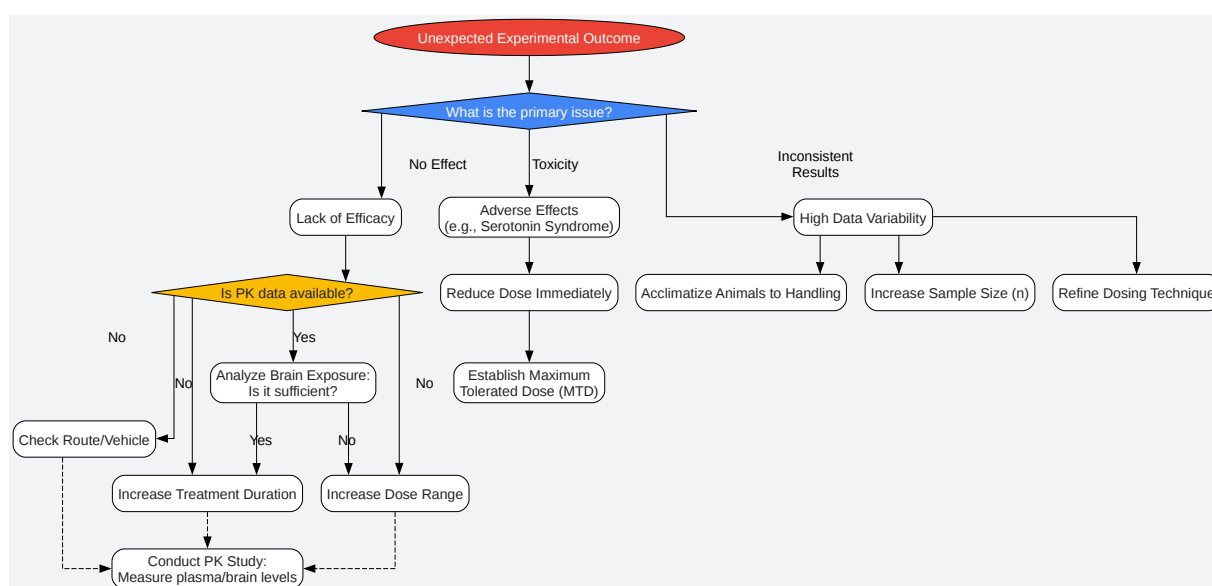 Unexpected Experimental Outcome
What is the primary issue?
No Effect
Toxicity
Inconsistent
Results
Lack of Efficacy
Adverse Effects
(e.g., Serotonin Syndrome)
High Data Variability
Is PK data available?
Reduce Dose Immediately
Acclimatize Animals to Handling
Increase Sample Size (n)
Refine Dosing Technique
No
Yes
Analyze Brain Exposure:
Is it sufficient?
No
No
Establish Maximum
Tolerated Dose (MTD)
Check Route/Vehicle
Yes
No
Increase Treatment Duration
Increase Dose Range
Conduct PK Study:
Measure plasma/brain levels